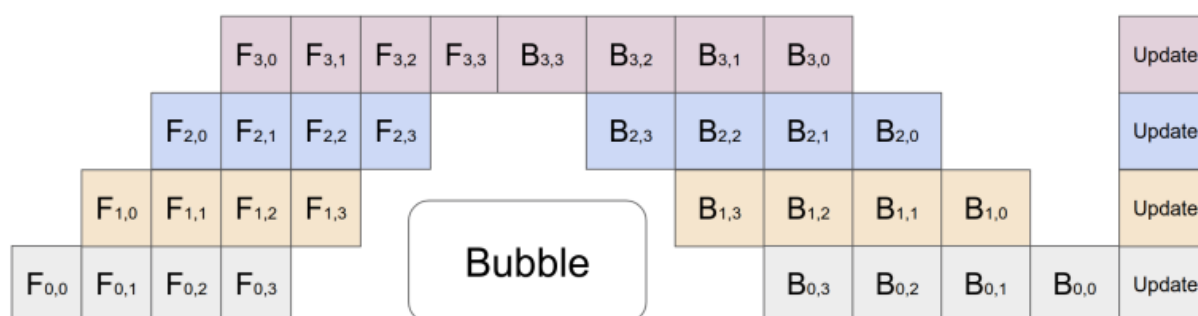 F3,0 F3,1 F3,2 F3,3 B3,3 B3,2 B3,1 B3,0 Update
F2,0 F2,1 F2,2 F2,3 B2,3 B2,2 B2,1 B2,0 Update
F1,0 F1,1 F1,2 F1,3 B1,3 B1,2 B1,1 B1,0 Update
Bubble
F0,0 F0,1 F0,2 F0,3 B0,3 B0,2 B0,1 B0,0 Update